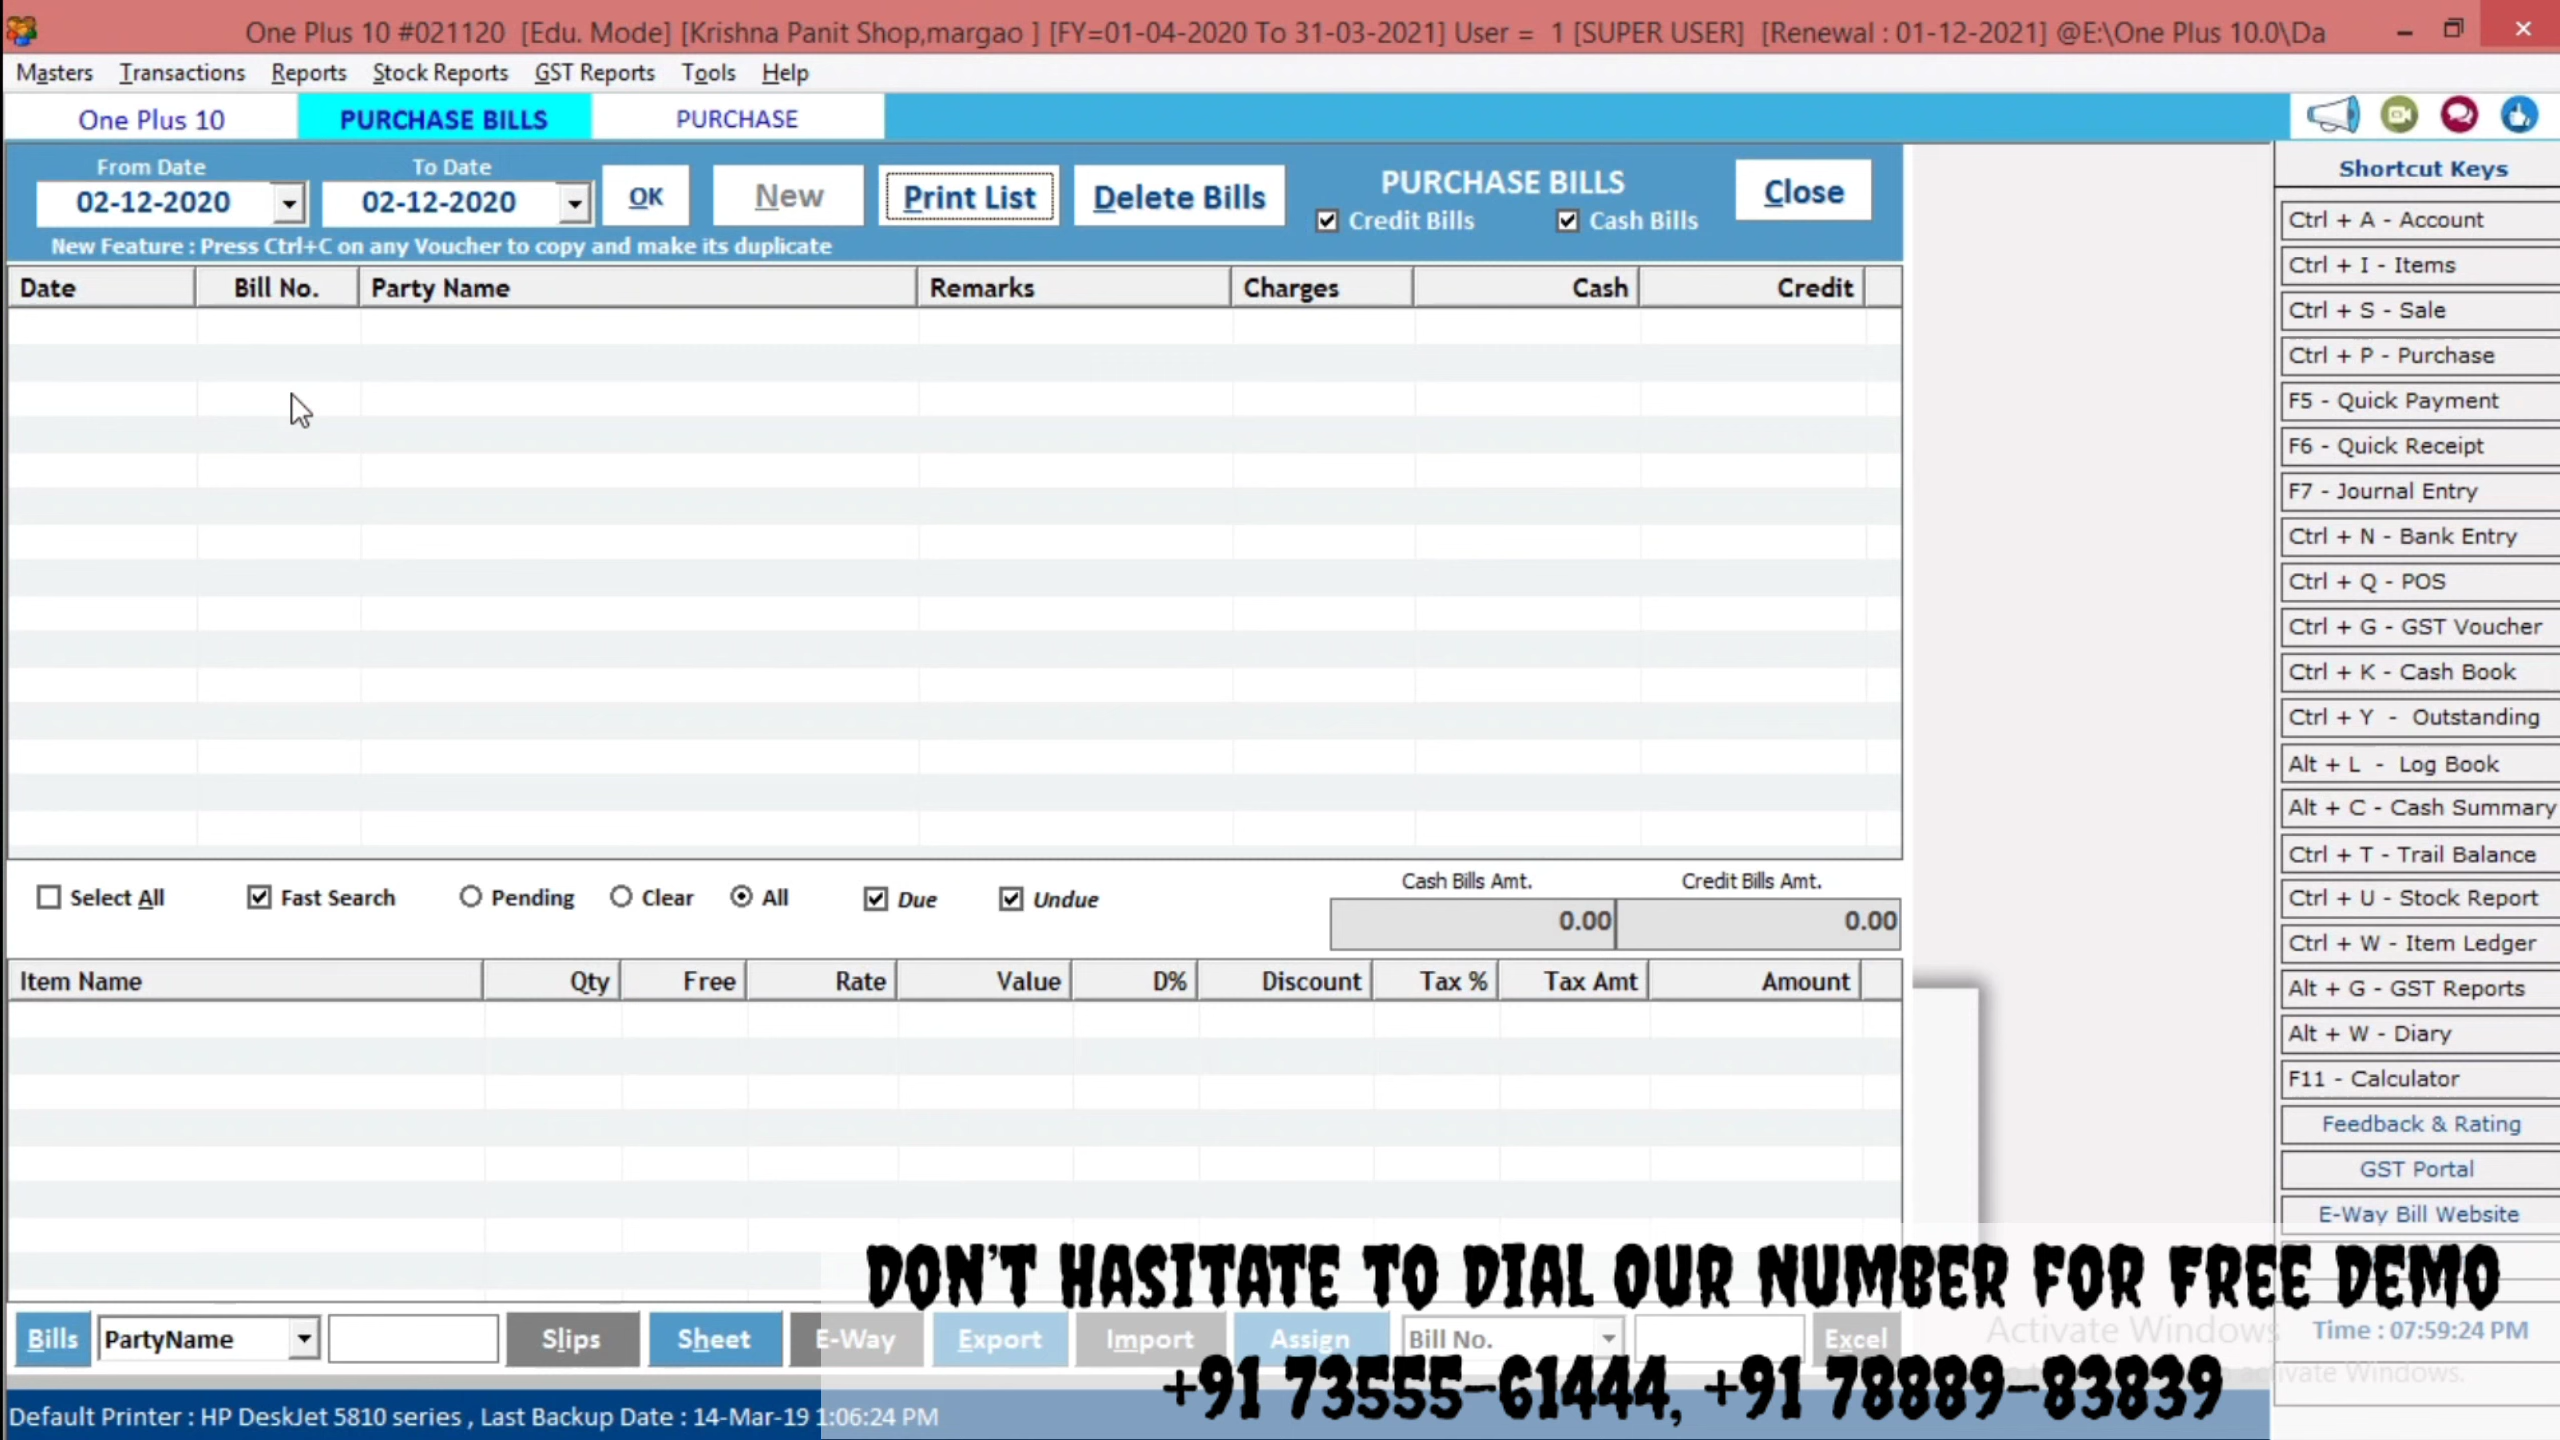 One Plus 10 #021120 [Edu. Mode] [Krishna Panit Shop,margao ] [FY=01-04-2020 To 31-03-2021] User = 1 [SUPER USER] [Renewal : 01-12-2021] @E:\One Plus 10.0\Da
Masters Transactions Reports Stock Reports GST Reports Tools Help
One Plus 10 PURCHASE BILLS PURCHASE
From Date To Date
02-12-2020 02-12-2020 OK New Print List Delete Bills PURCHASE BILLS Close
Credit Bills Cash Bills
New Feature : Press Ctrl+C on any Voucher to copy and make its duplicate
Date Bill No. Party Name Remarks Charges Cash Credit
Select All Fast Search Pending Clear All Due Undue
Cash Bills Amt. Credit Bills Amt.
0.00 0.00
Item Name Qty Free Rate Value D% Discount Tax % Tax Amt Amount
Bills PartyName Slips Sheet E-Way Export Import Assign Bill No. Excel
Default Printer : HP DeskJet 5810 series , Last Backup Date : 14-Mar-19 1:06:24 PM
Shortcut Keys
Ctrl + A - Account
Ctrl + I - Items
Ctrl + S - Sale
Ctrl + P - Purchase
F5 - Quick Payment
F6 - Quick Receipt
F7 - Journal Entry
Ctrl + N - Bank Entry
Ctrl + Q - POS
Ctrl + G - GST Voucher
Ctrl + K - Cash Book
Ctrl + Y - Outstanding
Alt + L - Log Book
Alt + C - Cash Summary
Ctrl + T - Trail Balance
Ctrl + U - Stock Report
Ctrl + W - Item Ledger
Alt + G - GST Reports
Alt + W - Diary
F11 - Calculator
Feedback & Rating
GST Portal
E-Way Bill Website
DON'T HASITATE TO DIAL OUR NUMBER FOR FREE DEMO
Activate Windows
Time : 07:59:24 PM
+91 73555-61444, +91 78889-83839
Windows.